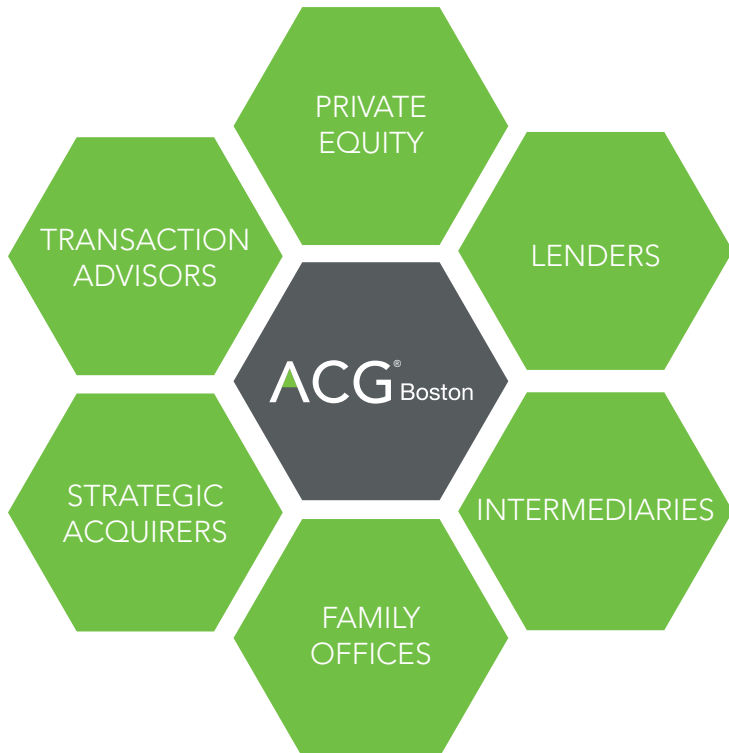 PRIVATE
EQUITY
TRANSACTION
ADVISORS
LENDERS
ACG® Boston
STRATEGIC
ACQUIRERS
INTERMEDIARIES
FAMILY
OFFICES